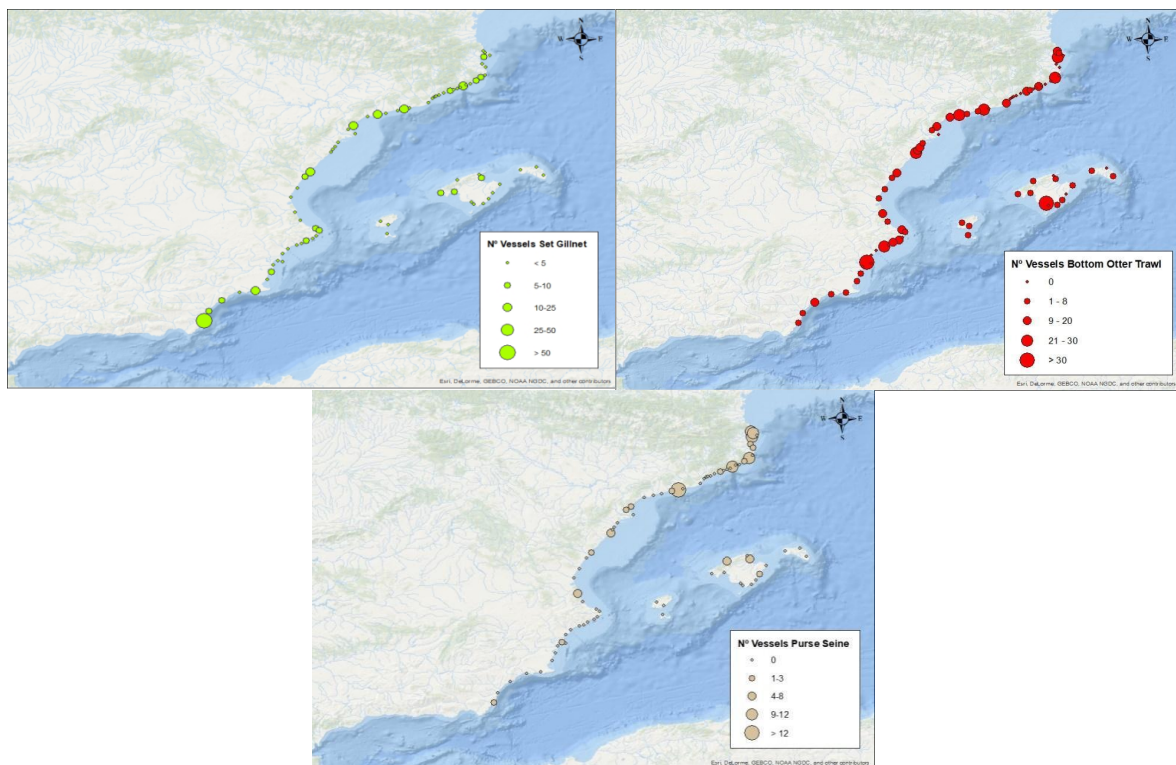 N
W E
S
Nº Vessels Set Gillnet
< 5
5-10
10-25
25-50
> 50
Esri, DeLorme, GEBCO, NOAA NGDC, and other contributors
N
W E
S
Nº Vessels Bottom Otter Trawl
0
1 - 8
9 - 20
21 - 30
> 30
Esri, DeLorme, GEBCO, NOAA NGDC, and other contributors
N
W E
S
Nº Vessels Purse Seine
0
1-3
4-8
9-12
> 12
Esri, DeLorme, GEBCO, NOAA NGDC, and other contributors